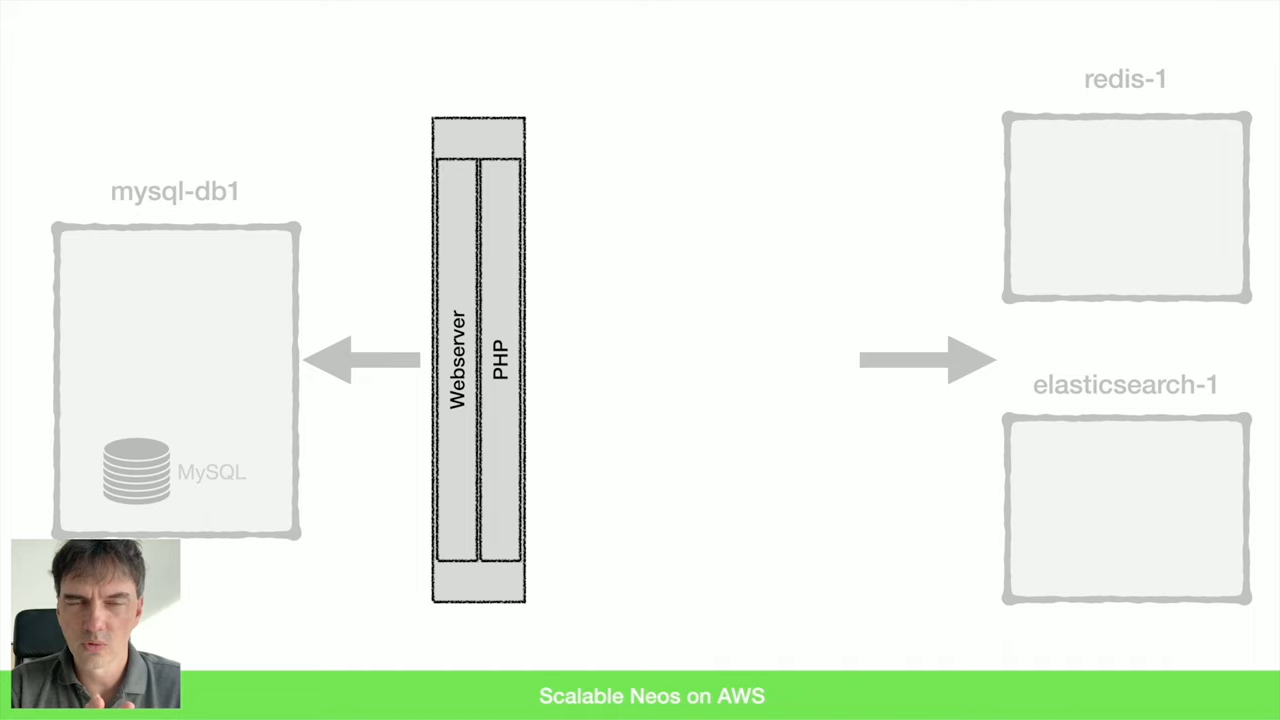 redis-1
mysql-db1
Webserver
PHP
elasticsearch-1
MySQL
Scalable Neos on AWS